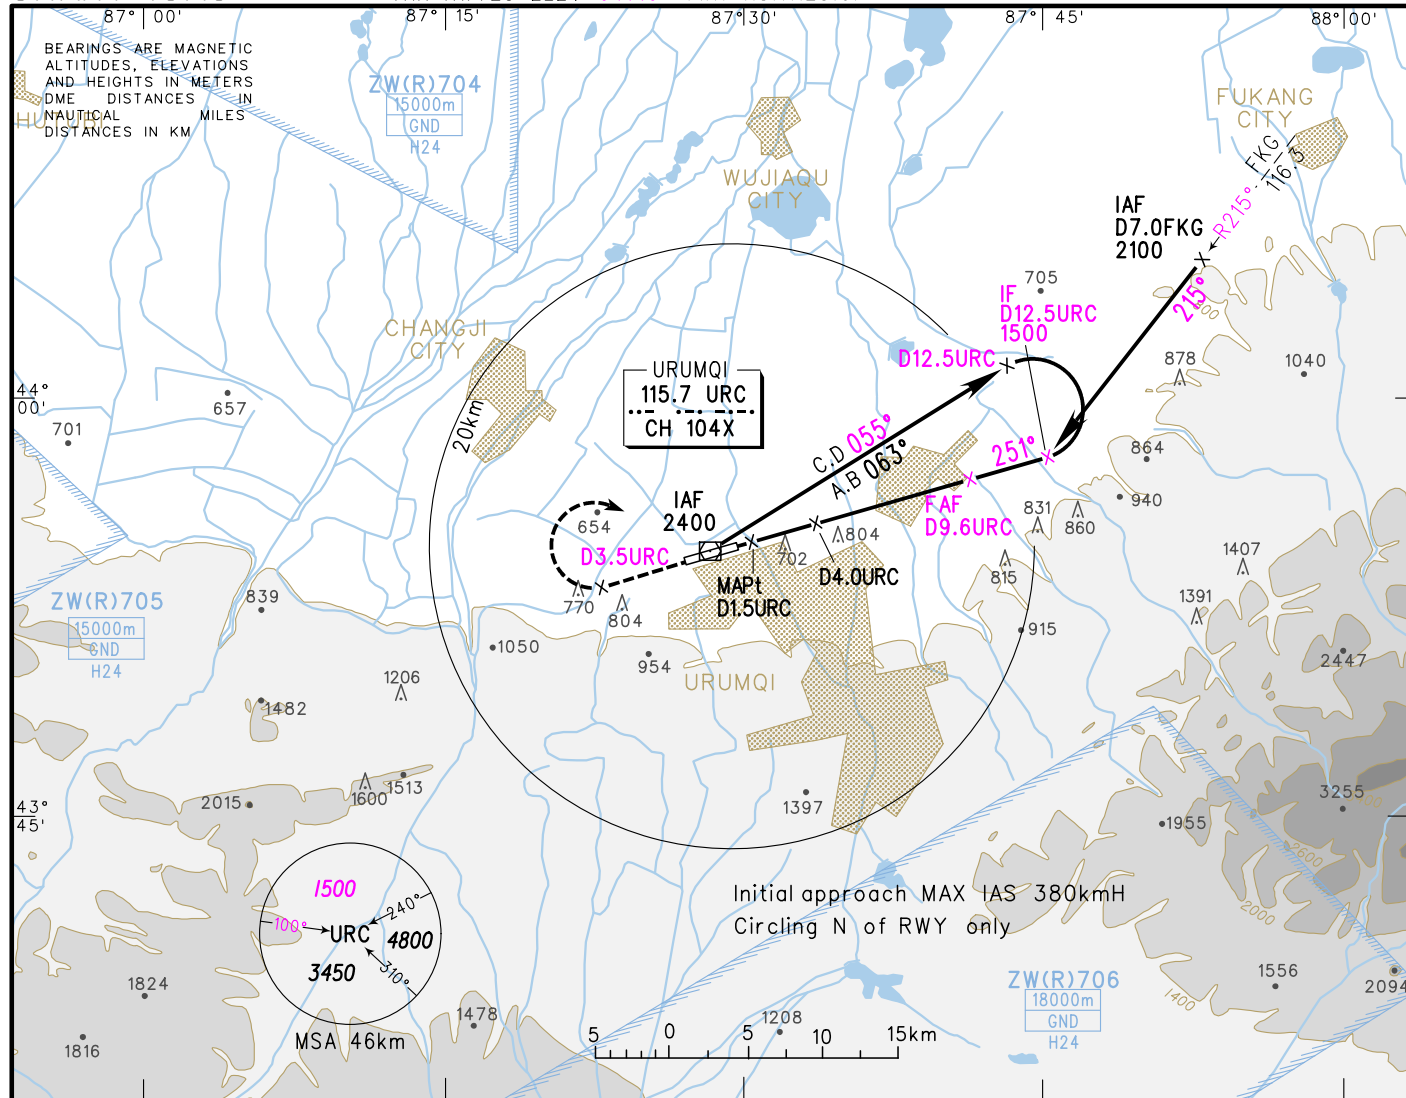 87°00'
87°15'
87°30'
87°45'
88°00'
BEARINGS ARE MAGNETIC
ALTITUDES, ELEVATIONS
AND HEIGHTS IN METERS
DME DISTANCES IN
NAUTICAL MILES
DISTANCES IN KM
ZW(R)704
15000m
GND
H24
FUKANG
CITY
WUJIAQU
CITY
FKG
116.3
R215°
IAF
D7.0FKG
2100
215°
705
IF
D12.5URC
1500
CHANGJI
CITY
D12.5URC
878
1040
URUMQI
115.7 URC
CH 104X
44°
00'
657
701
20km
C.D 055°
A.B 063°
251°
864
940
IAF
2400
654
D3.5URC
FAF
D9.6URC
831
860
804
702
D4.0URC
815
1407
MAPt
D1.5URC
770
804
1391
ZW(R)705
15000m
GND
H24
839
915
1050
954
2447
URUMQI
1206
1482
1513
1600
2015
43°
45'
1397
3255
1955
2600
2000
1400
1500
100°
240°
URC
4800
3450
310°
MSA 46km
Initial approach MAX IAS 380kmH
Circling N of RWY only
ZW(R)706
18000m
GND
H24
1824
1816
1478
1208
1556
2094
5 0 5 10 15km